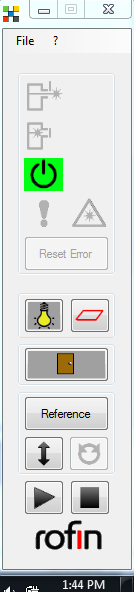 File ?
Reset Error
Reference
rofin
1:44 PM